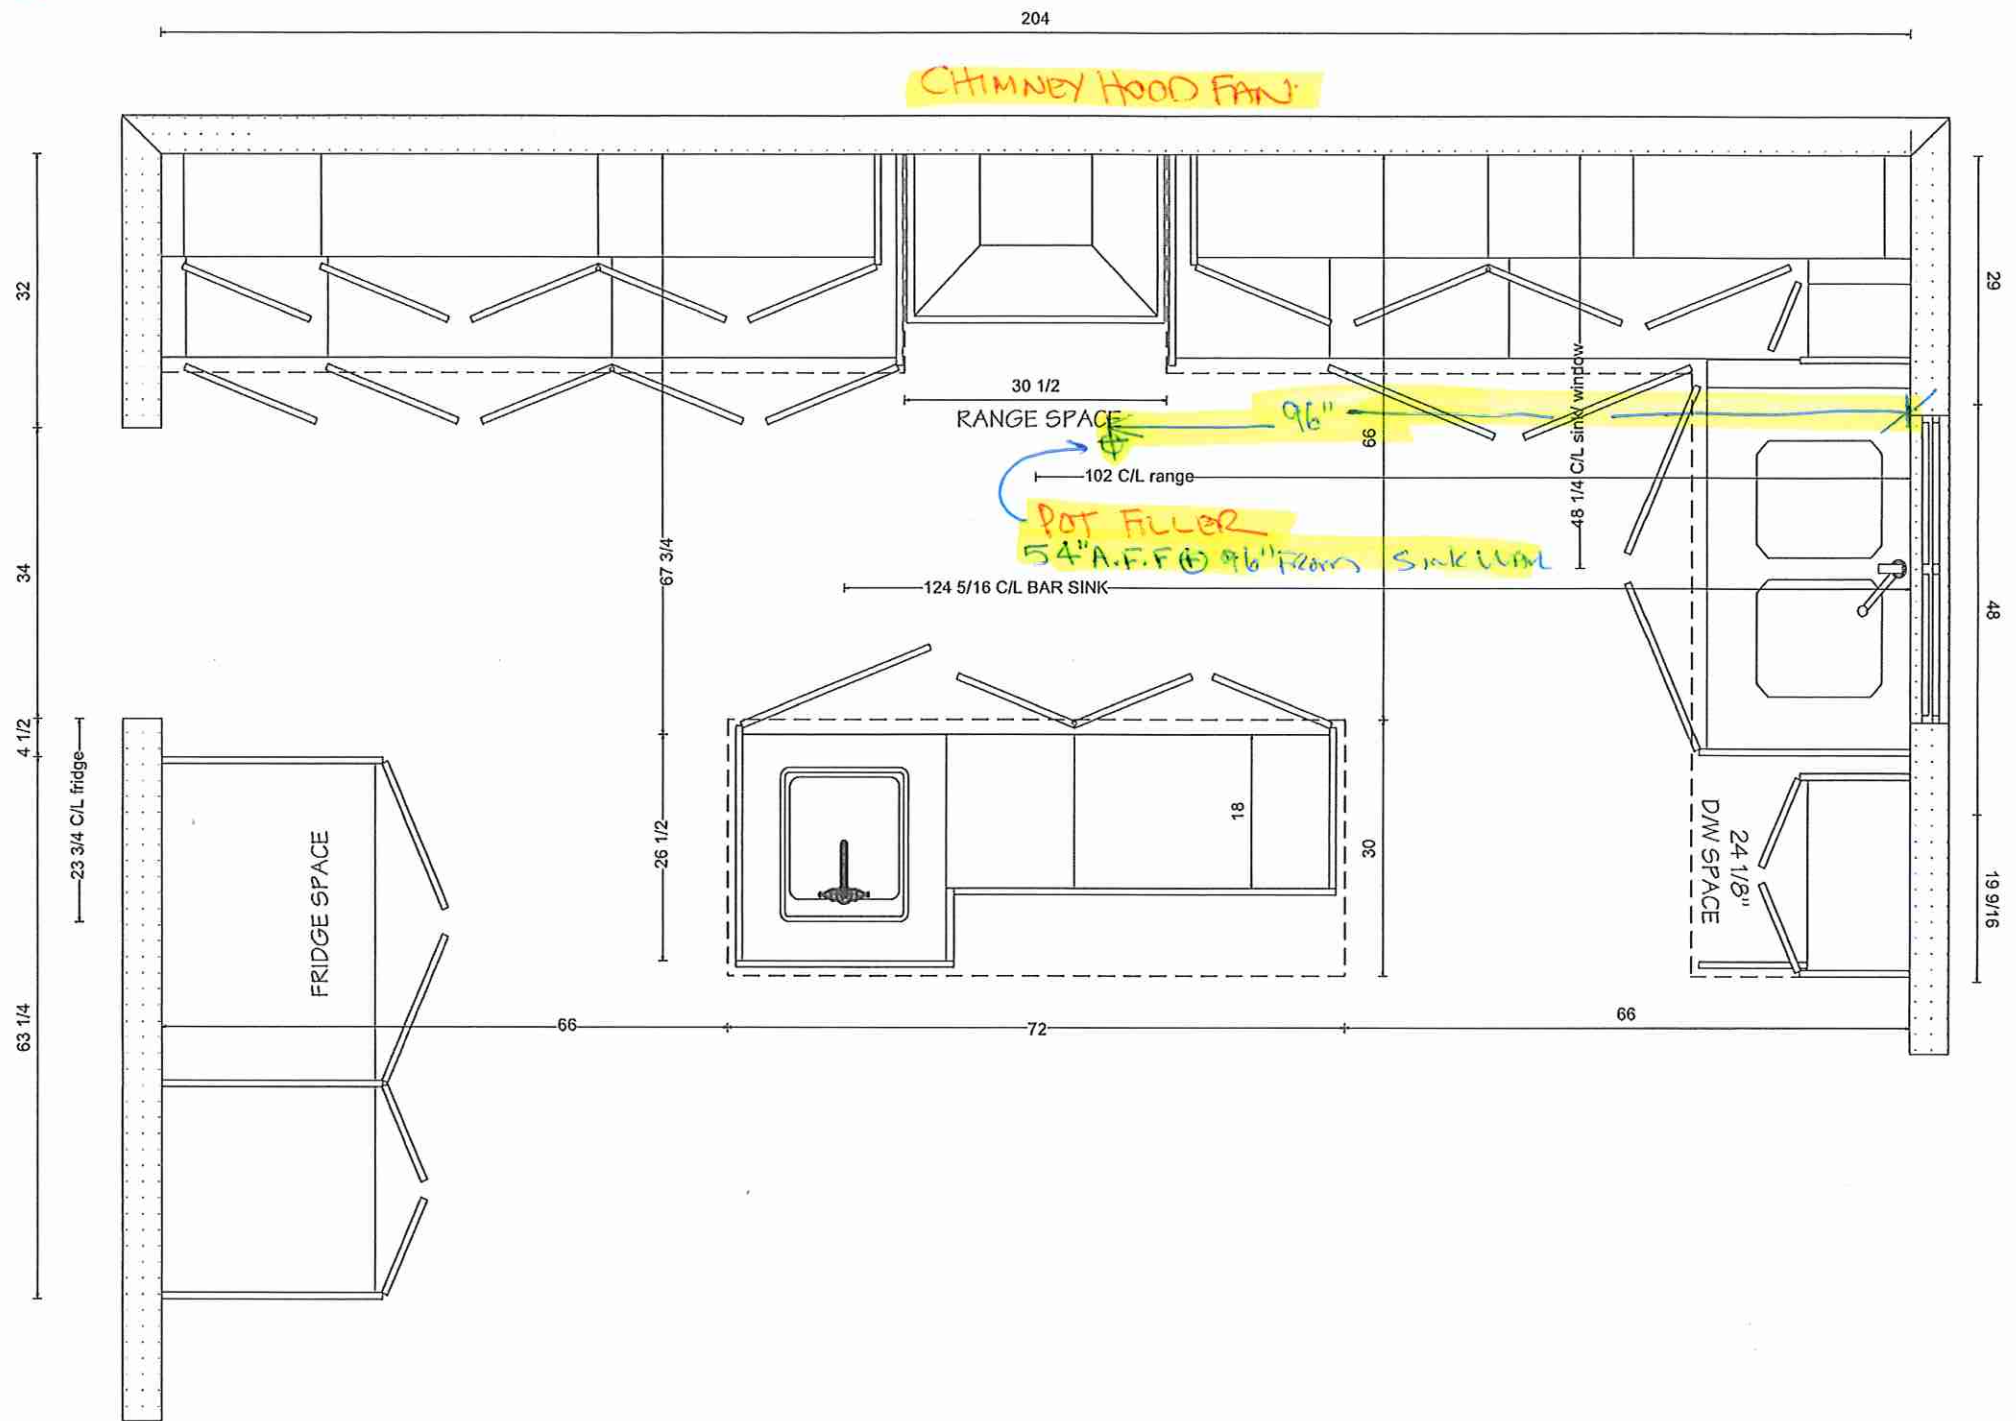 204
CHIMNEY HOOD FAN
32
29
30 1/2
RANGE SPACE
96"
66
48 1/4 C/L sink/ window
102 C/L range
POT FILLER
54" A.F.F @ 96" From Sink Wall
34
67 3/4
124 5/16 C/L BAR SINK
48
4 1/2
23 3/4 C/L fridge
FRIDGE SPACE
26 1/2
18
30
24 1/8"
D/W SPACE
19 9/16
63 1/4
66
72
66